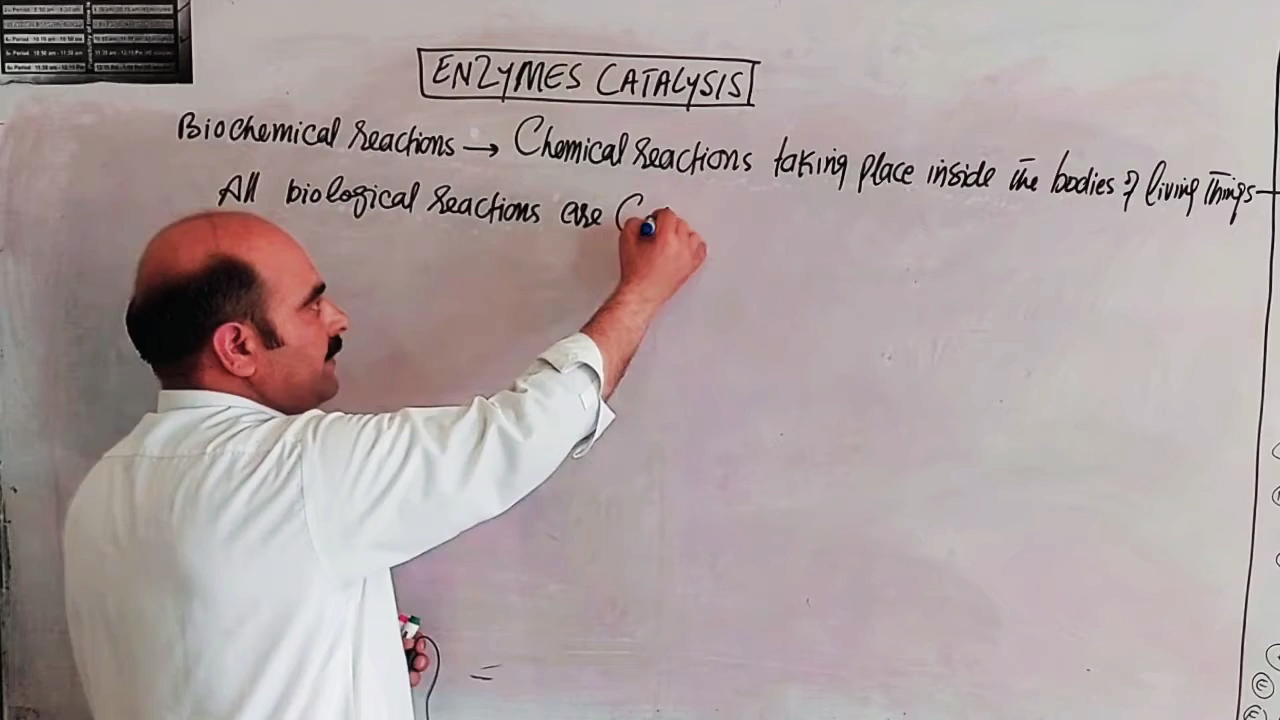 ENZYMES CATALYSIS
Biochemical reactions → Chemical reactions taking place inside the bodies of living things
All biological reactions are C